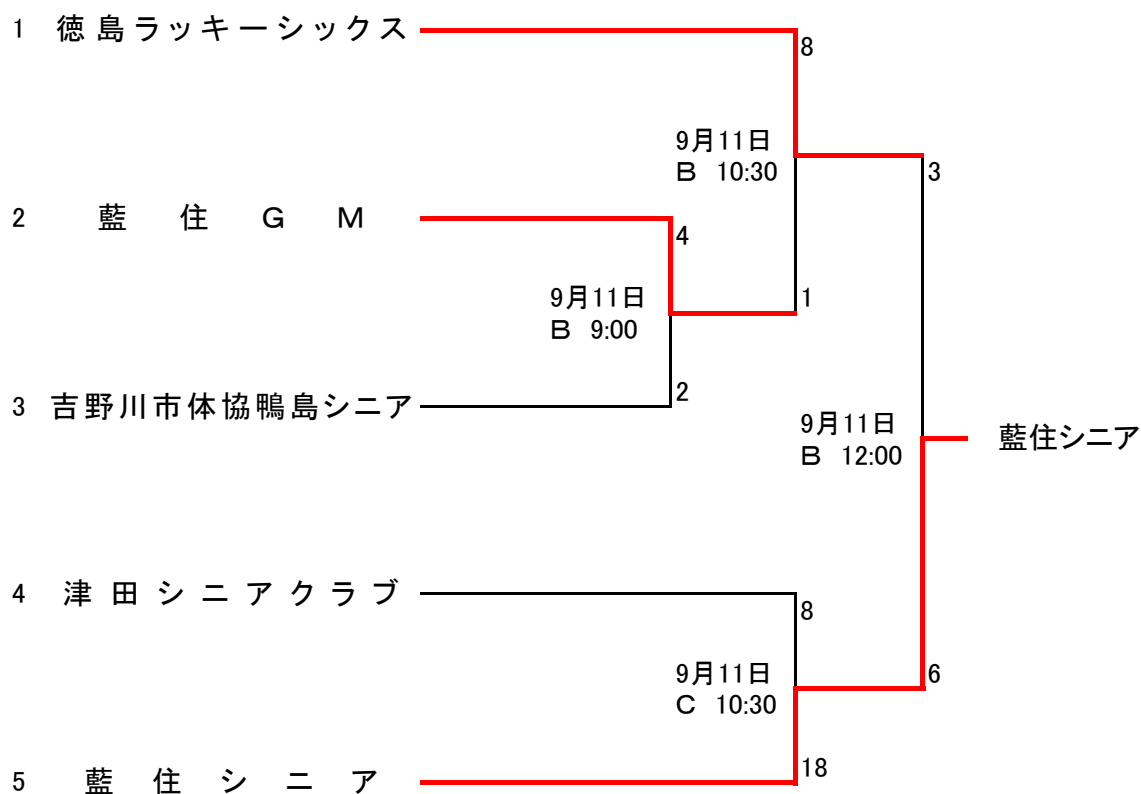 1 徳島ラッキーシックス
8
9月11日
B 10:30
3
2 藍住GM
4
9月11日
B 9:00
1
3 吉野川市体協鴨島シニア
2
9月11日
B 12:00
藍住シニア
4 津田シニアクラブ
8
9月11日
C 10:30
6
5 藍住シニア
18